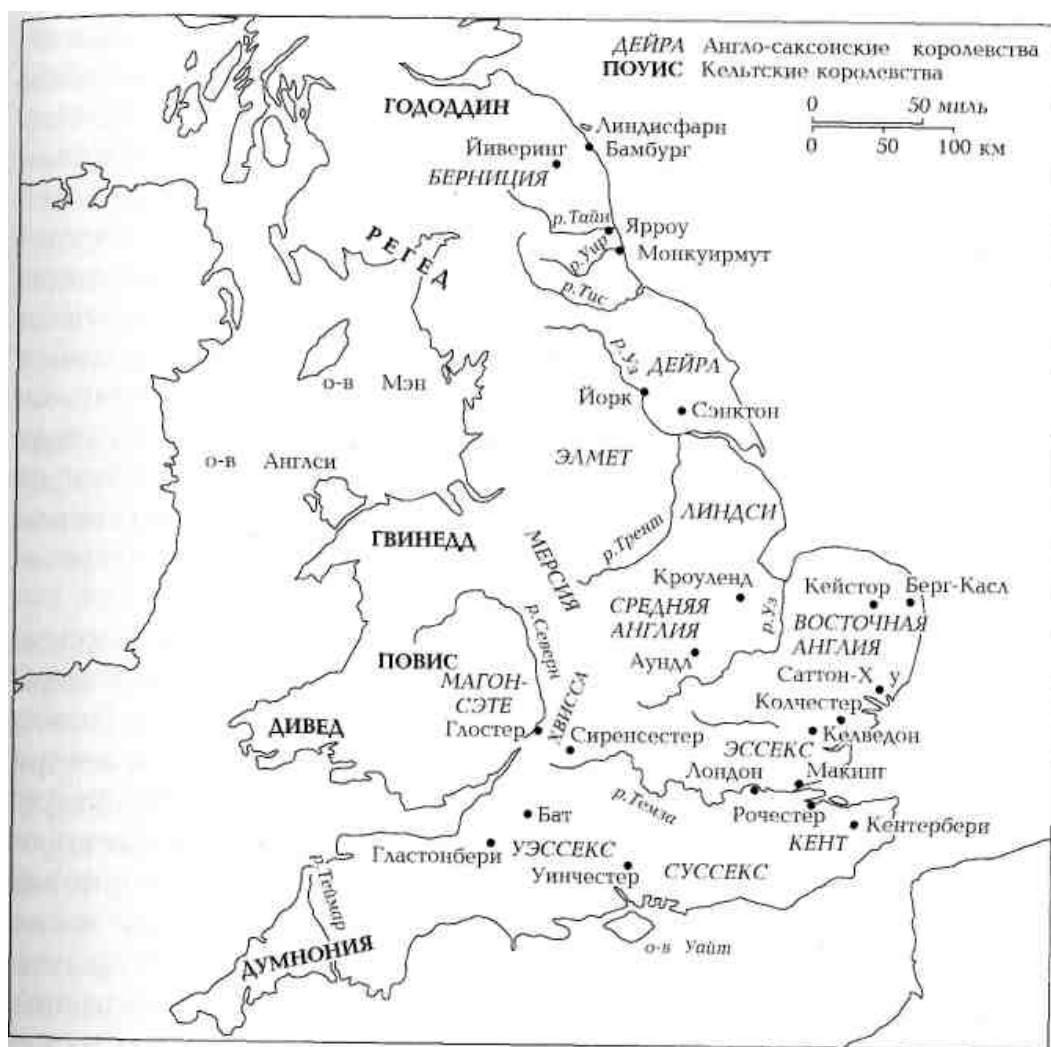 ДЕЙРА Англо-саксонские королевства
ПОУИС Кельтские королевства
0 50 миль
0 50 100 км
ГОДОДДИН
Линдисфарн
Бамбург
Йиверинг
БЕРНИЦИЯ
р.Тайн
Ярроу
р.Уир
Монкуирмут
РЕГЕД
р.Тис
р.Уз
ДЕЙРА
о-в Мэн
Йорк
Сэнктон
о-в Англси
ЭЛМЕТ
ЛИНДСИ
р.Трент
ГВИНЕДД
МЕРСИЯ
Кроуленд
Кейстор
Берг-Касл
СРЕДНЯЯ
АНГЛИЯ
р.Уз
ВОСТОЧНАЯ
АНГЛИЯ
р.Северн
ПОВИС
Аундл
МАГОН-
СЭТЕ
Саттон-Х у
ХВИССА
Колчестер
ДИВЕД
Глостер
Сиренсестер
Келведон
ЭССЕКС
Лондон
Макинг
р.Темза
Рочестер
Бат
Кентербери
КЕНТ
Гластонбери
УЭССЕКС
Уинчестер
СУССЕКС
р.Теймар
о-в Уайт
ДУМНОНИЯ